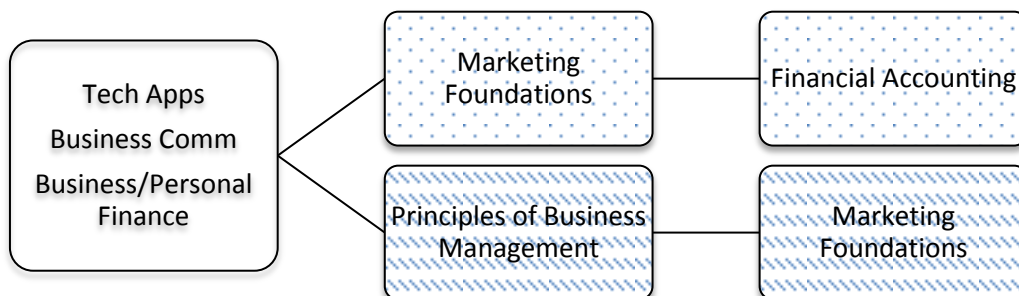 Tech Apps
Business Comm
Business/Personal
Finance
Marketing
Foundations
Financial Accounting
Principles of Business
Management
Marketing
Foundations